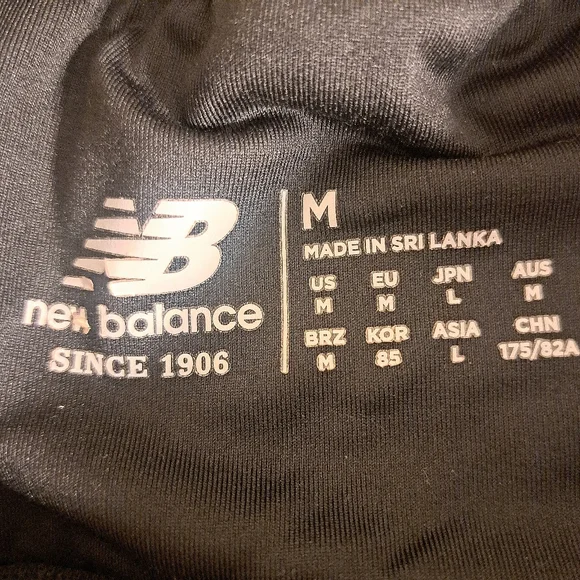 NB
new balance
SINCE 1906
M
MADE IN SRI LANKA
US EU JPN AUS
M M L M
BRZ KOR ASIA CHN
M 85 L 175/82A